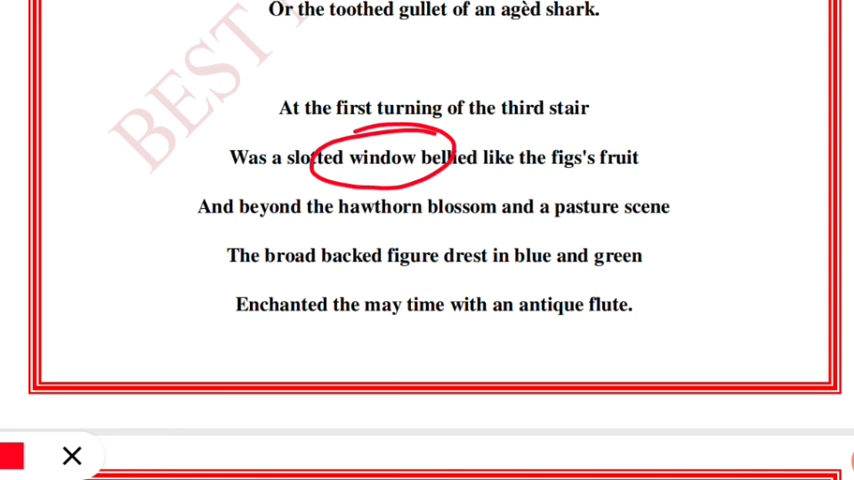 Or the toothed gullet of an agèd shark.
BEST
At the first turning of the third stair
Was a slotted window bellied like the figs's fruit
And beyond the hawthorn blossom and a pasture scene
The broad backed figure drest in blue and green
Enchanted the may time with an antique flute.